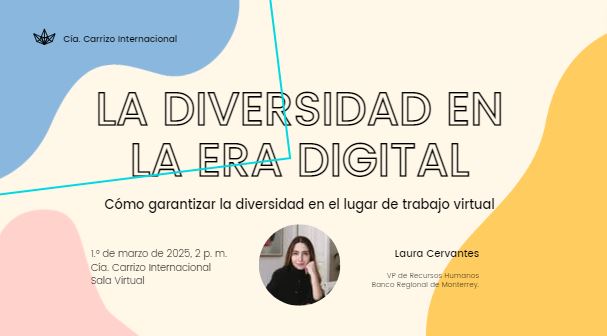 Cía. Carrizo Internacional
LA DIVERSIDAD EN
LA ERA DIGITAL
Cómo garantizar la diversidad en el lugar de trabajo virtual
1.º de marzo de 2025, 2 p. m.
Cía. Carrizo Internacional
Sala Virtual
Laura Cervantes
VP de Recursos Humanos
Banco Regional de Monterrey.